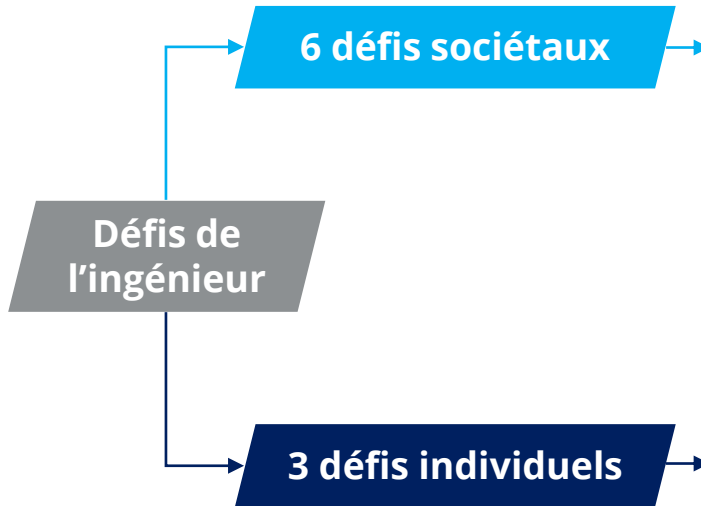 6 défis sociétaux
Défis de
l’ingénieur
3 défis individuels